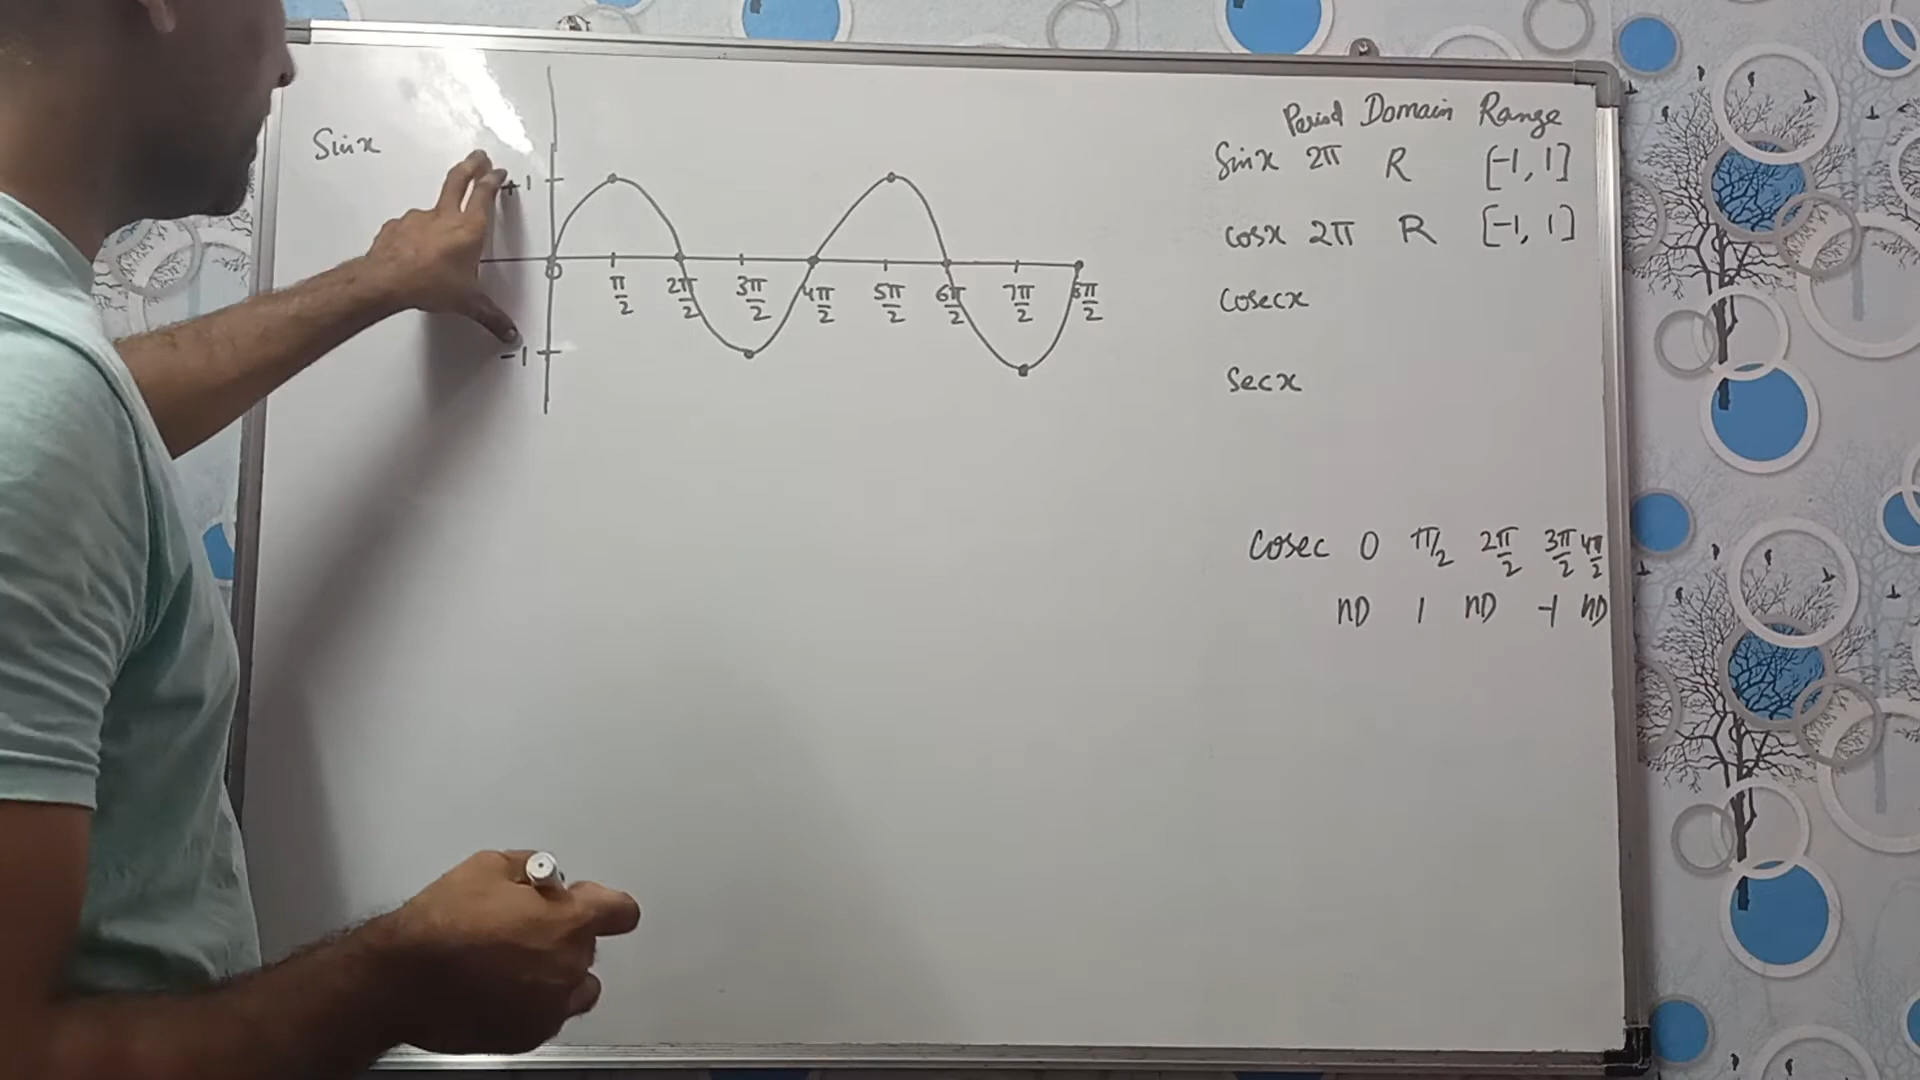 Sinx
+1
0 π/2 2π/2 3π/2 4π/2 5π/2 6π/2 7π/2 8π/2
-1
Period Domain Range
Sinx 2π R [-1, 1]
Cosx 2π R [-1, 1]
Cosecx
Secx
Cosec 0 π/2 2π/2 3π/2 4π/2
ND 1 ND -1 ND